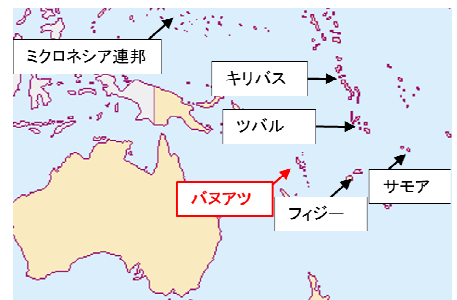 ミクロネシア連邦
キリバス
ツバル
バヌアツ
サモア
フィジー